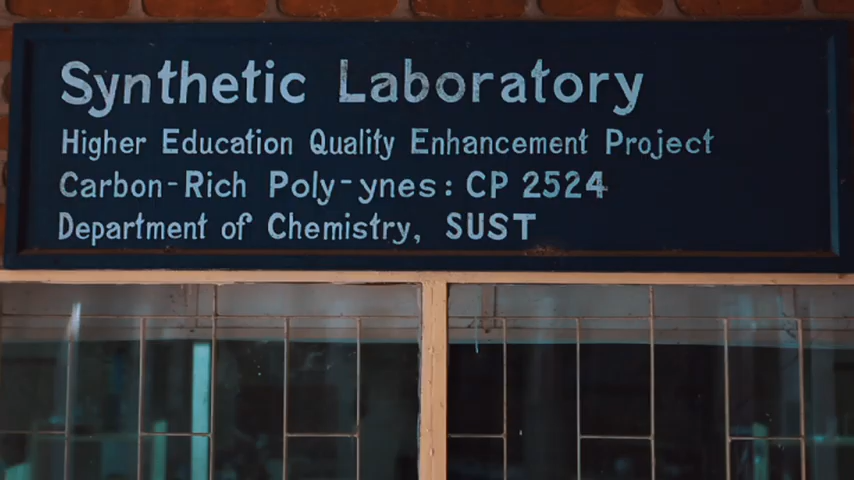 Synthetic Laboratory
Higher Education Quality Enhancement Project
Carbon-Rich Poly-ynes: CP 2524
Department of Chemistry, SUST